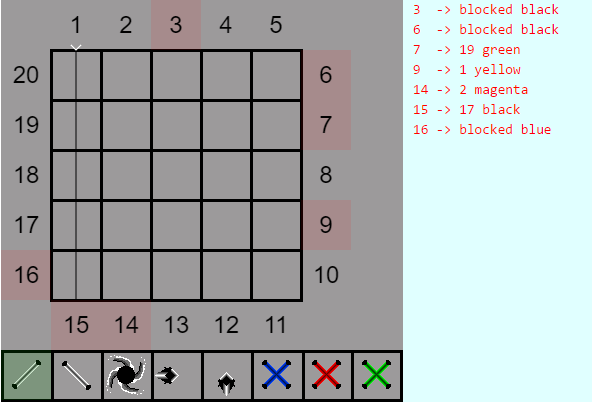 1 2 3 4 5
3 -> blocked black
6 -> blocked black
7 -> 19 green
9 -> 1 yellow
14 -> 2 magenta
15 -> 17 black
16 -> blocked blue
20 6
19 7
18 8
17 9
16 10
15 14 13 12 11